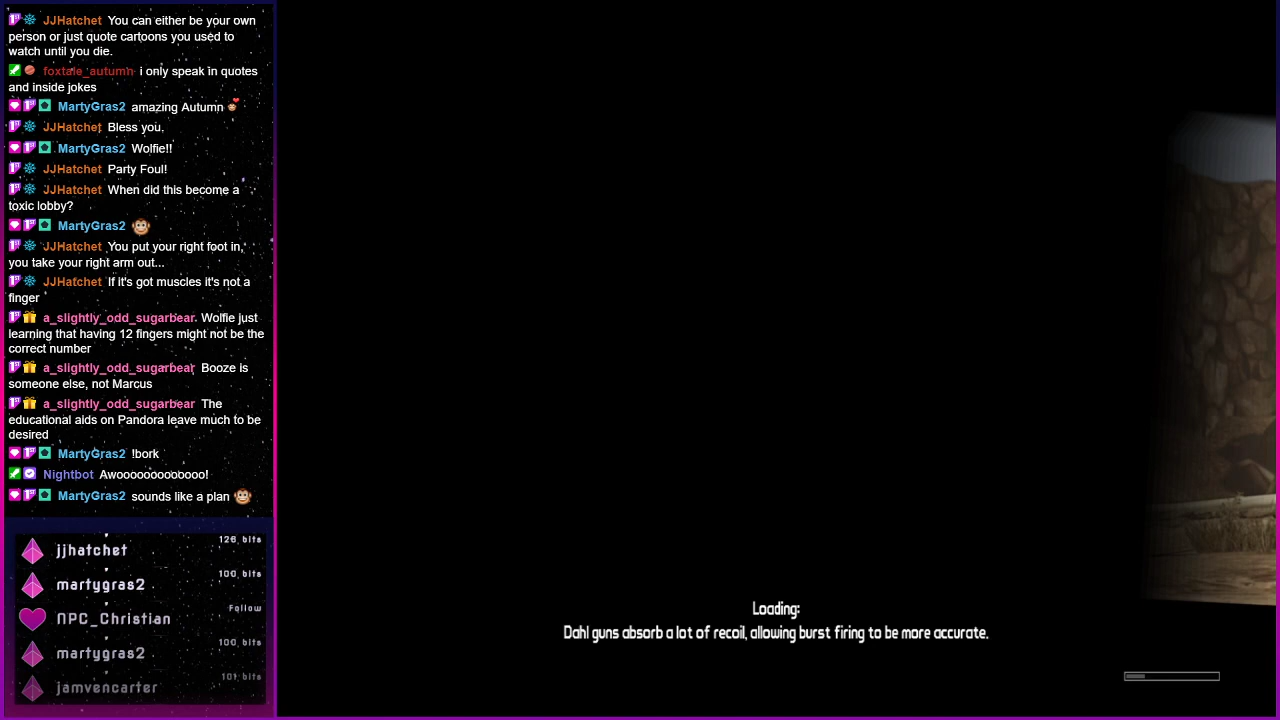 JJHatchet You can either be your own
person or just quote cartoons you used to
watch until you die.
foxtale_autumn i only speak in quotes
and inside jokes
MartyGras2 amazing Autumn
JJHatchet Bless you.
MartyGras2 Wolfie!!
JJHatchet Party Foul!
JJHatchet When did this become a
toxic lobby?
MartyGras2
JJHatchet You put your right foot in,
you take your right arm out...
JJHatchet If it's got muscles it's not a
finger
a_slightly_odd_sugarbear Wolfie just
learning that having 12 fingers might not be the
correct number
a_slightly_odd_sugarbear Booze is
someone else, not Marcus
a_slightly_odd_sugarbear The
educational aids on Pandora leave much to be
desired
MartyGras2 !bork
Nightbot Awoooooooooooo!
MartyGras2 sounds like a plan
jjhatchet 126 bits
martygras2 100 bits
NPC_Christian Follow
martygras2 100 bits
jamvencarter 101 bits
Loading:
Dahl guns absorb a lot of recoil, allowing burst firing to be more accurate.